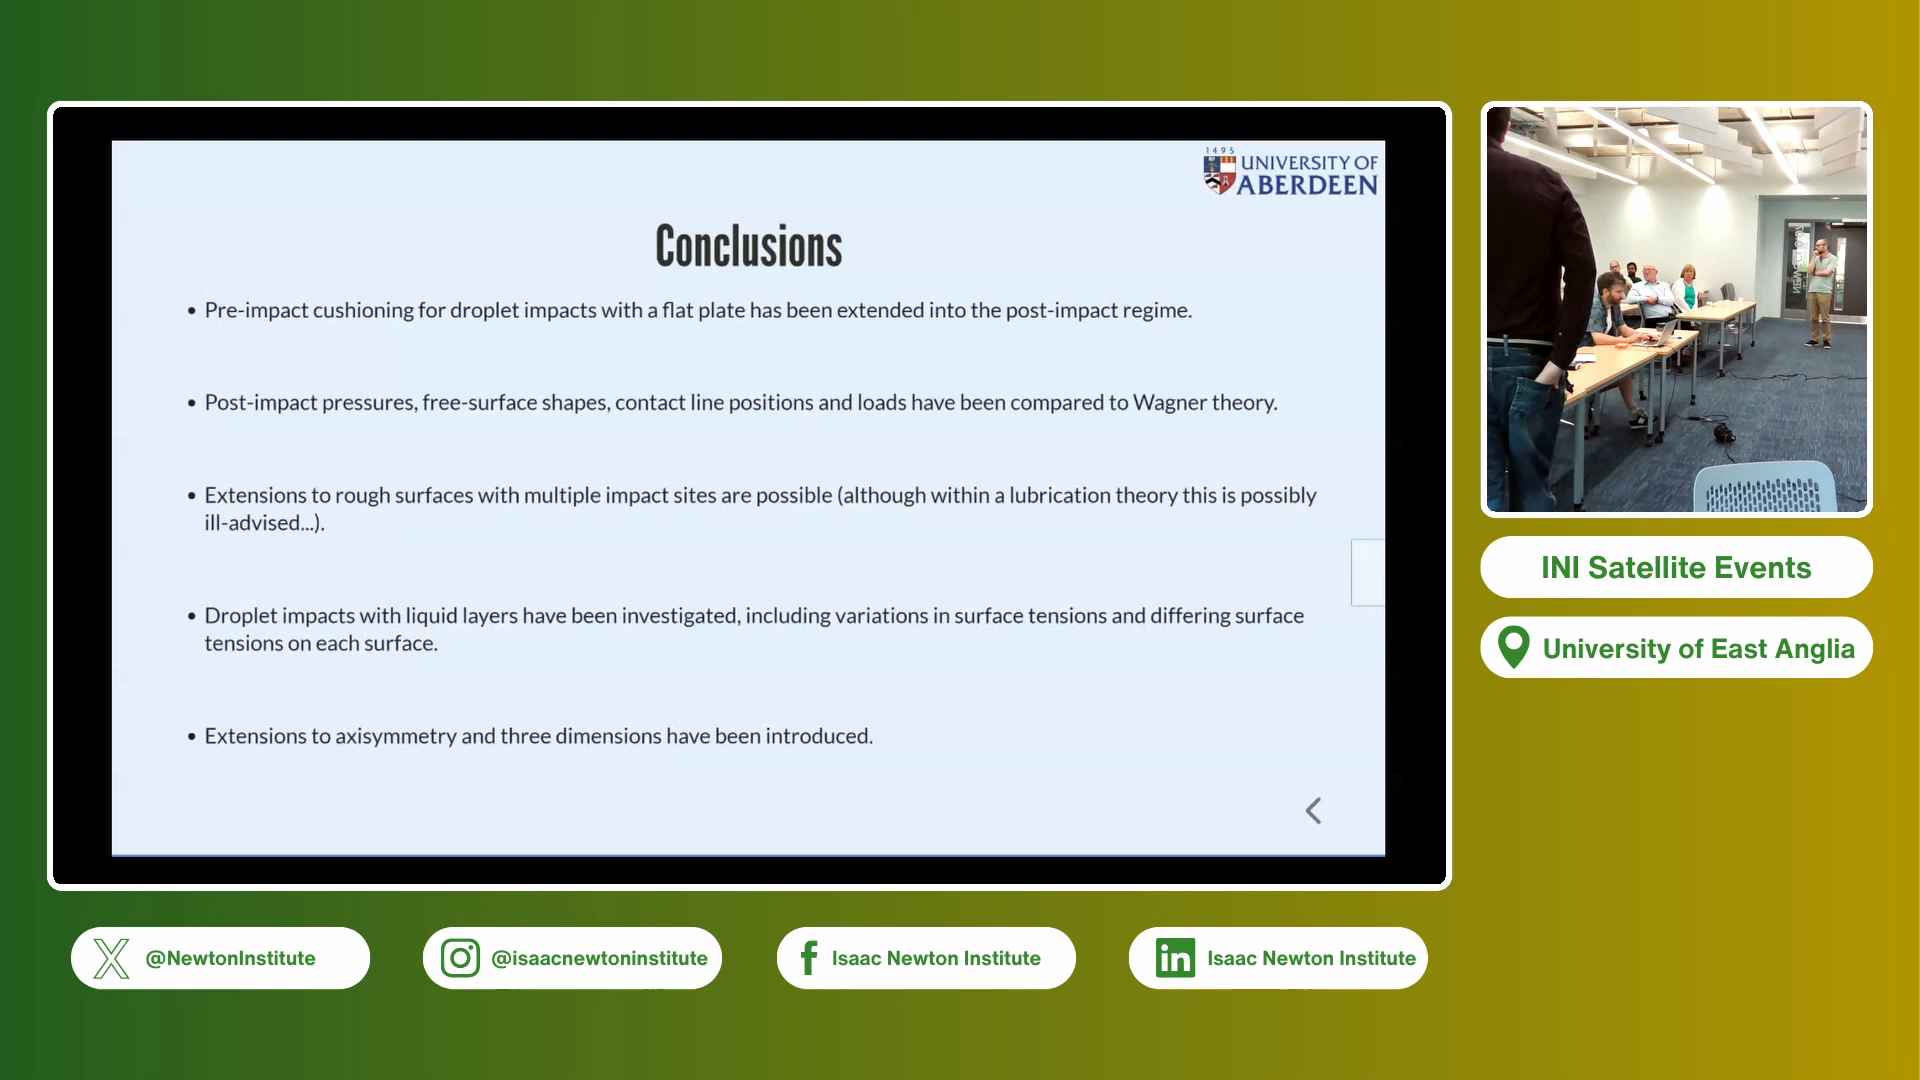 1495
UNIVERSITY OF
ABERDEEN
Conclusions
• Pre-impact cushioning for droplet impacts with a flat plate has been extended into the post-impact regime.
• Post-impact pressures, free-surface shapes, contact line positions and loads have been compared to Wagner theory.
• Extensions to rough surfaces with multiple impact sites are possible (although within a lubrication theory this is possibly
ill-advised...).
• Droplet impacts with liquid layers have been investigated, including variations in surface tensions and differing surface
tensions on each surface.
• Extensions to axisymmetry and three dimensions have been introduced.
INI Satellite Events
University of East Anglia
@NewtonInstitute
@isaacnewtoninstitute
Isaac Newton Institute
Isaac Newton Institute